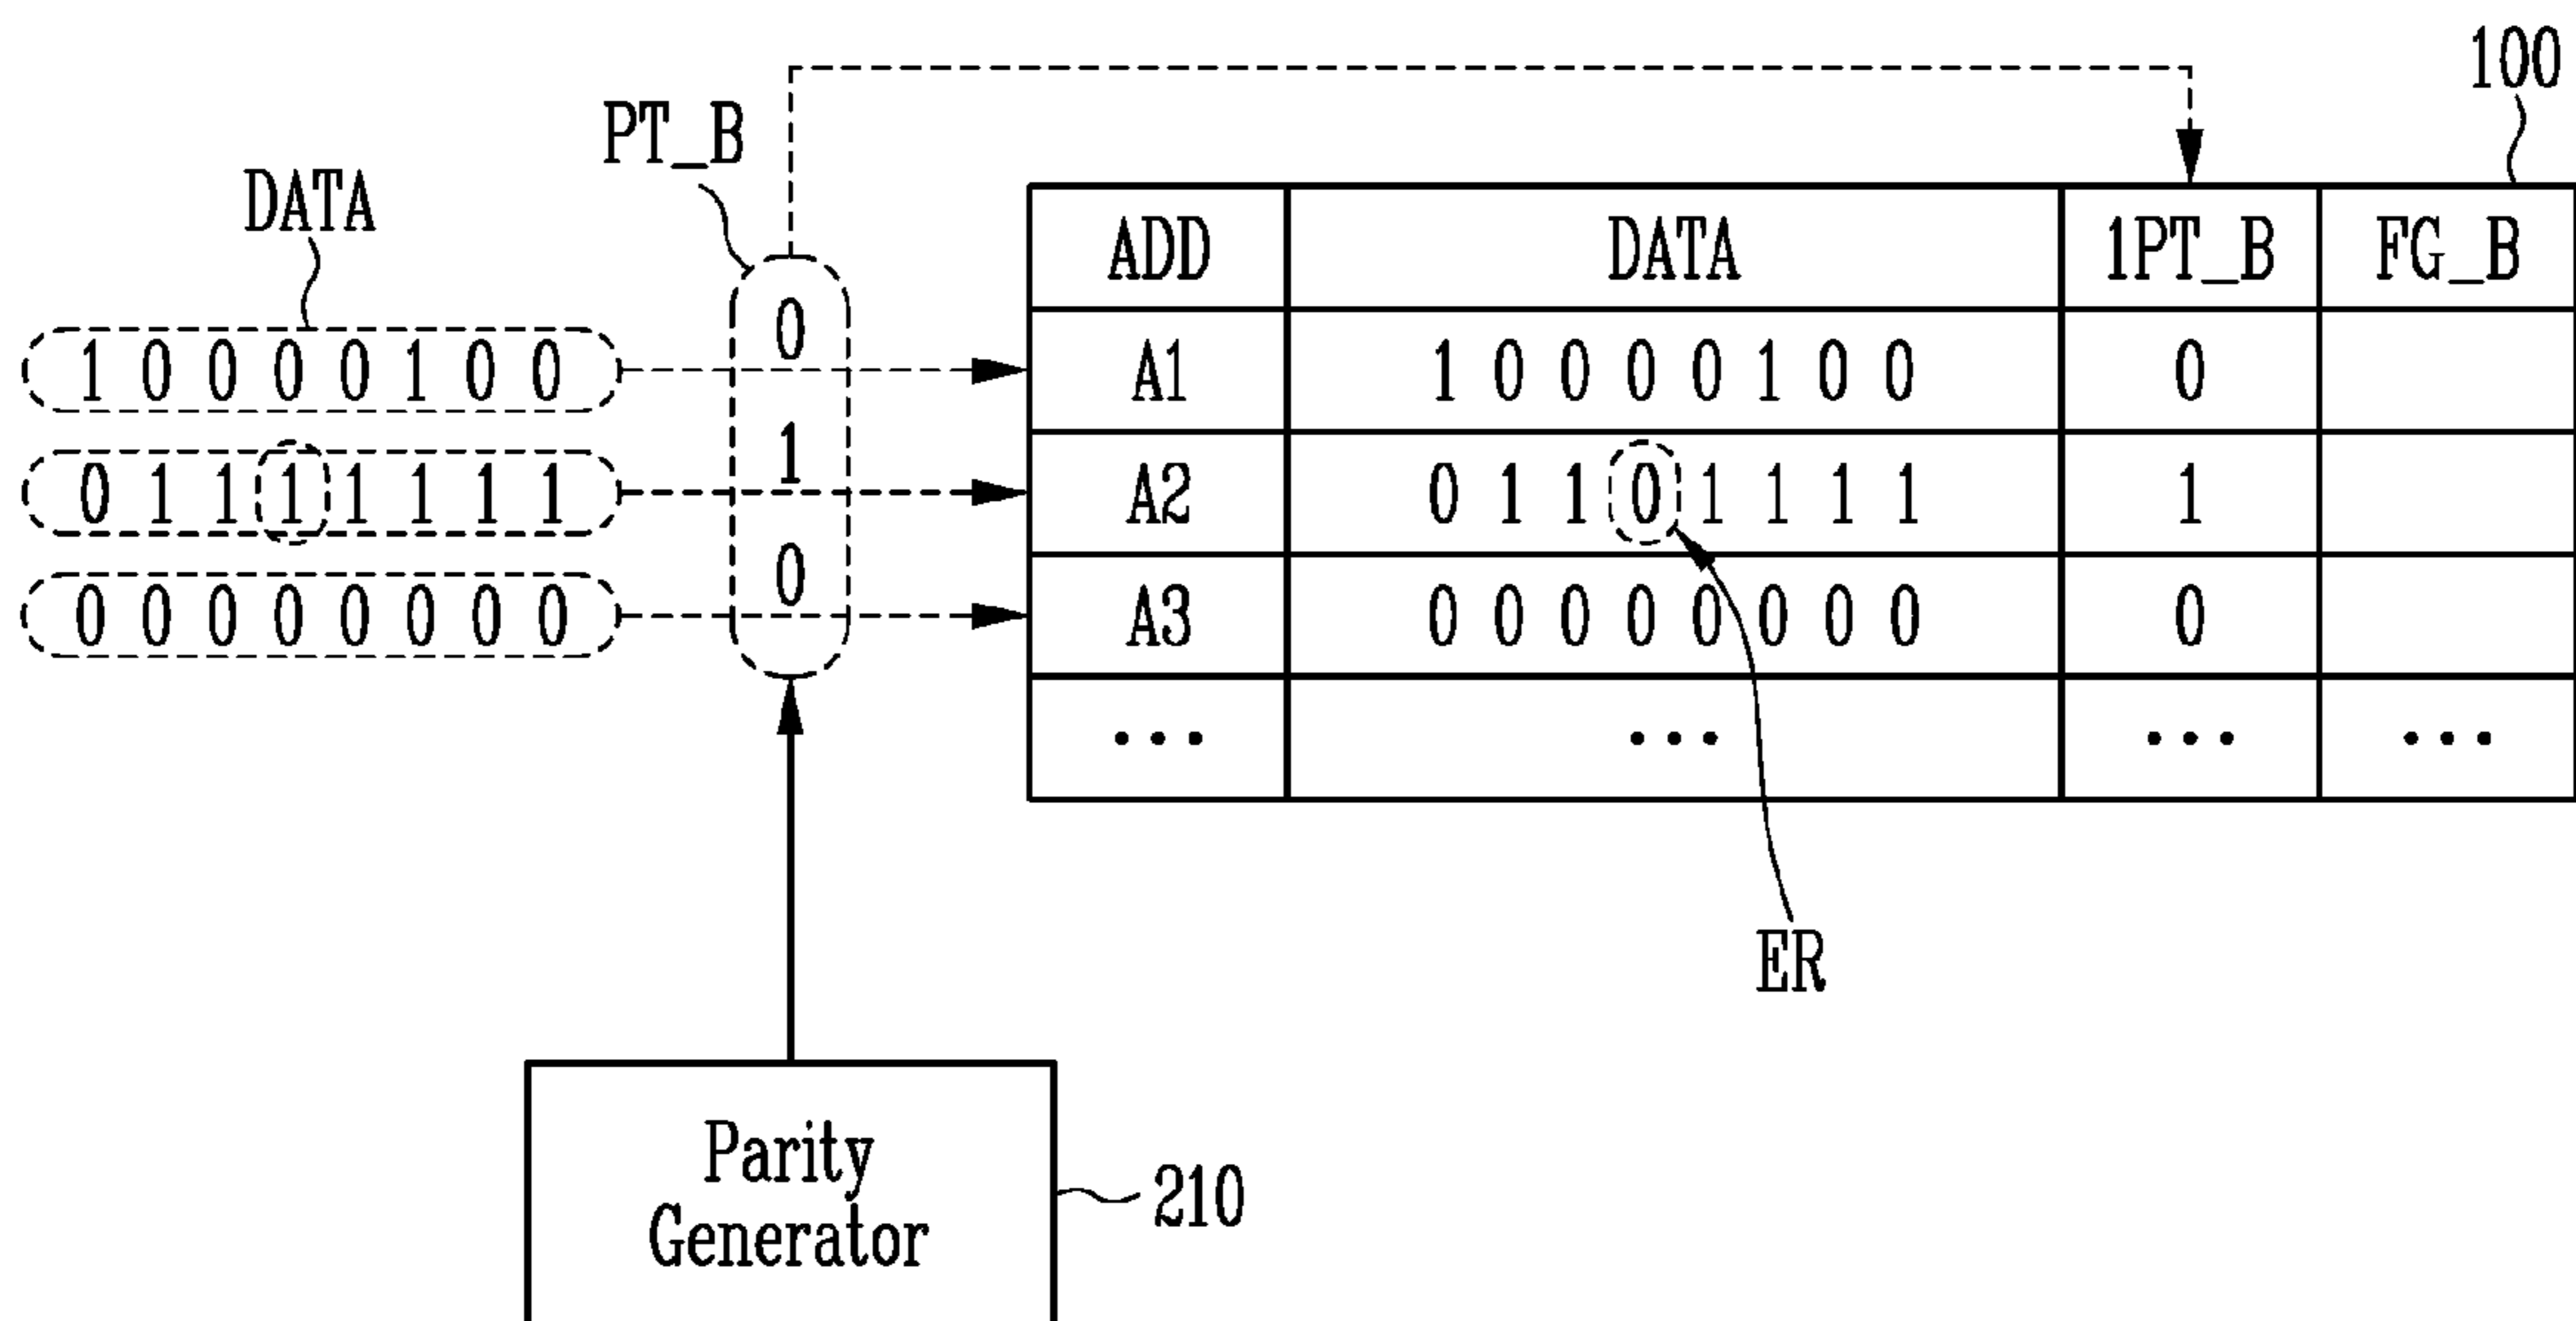 100
PT_B
DATA
ADD DATA 1PT_B FG_B
1 0 0 0 0 1 0 0
0
A1 1 0 0 0 0 1 0 0 0
0 1 1 1 1 1 1 1
1
A2 0 1 1 0 1 1 1 1 1
0 0 0 0 0 0 0 0
0
A3 0 0 0 0 0 0 0 0 0
... ... ... ...
ER
Parity
Generator
210